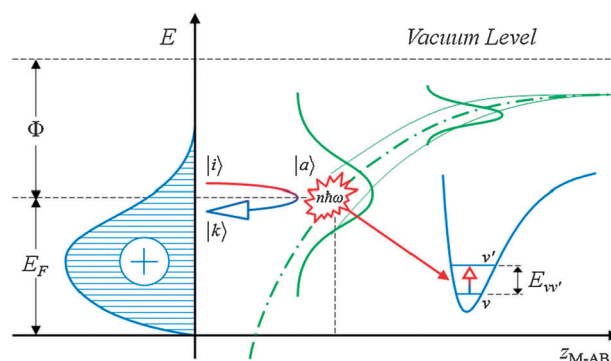 E
Vacuum Level
Φ
|i⟩
|a⟩
nħω
|k⟩
E_F
v'
v
E_vv'
z_M-AB